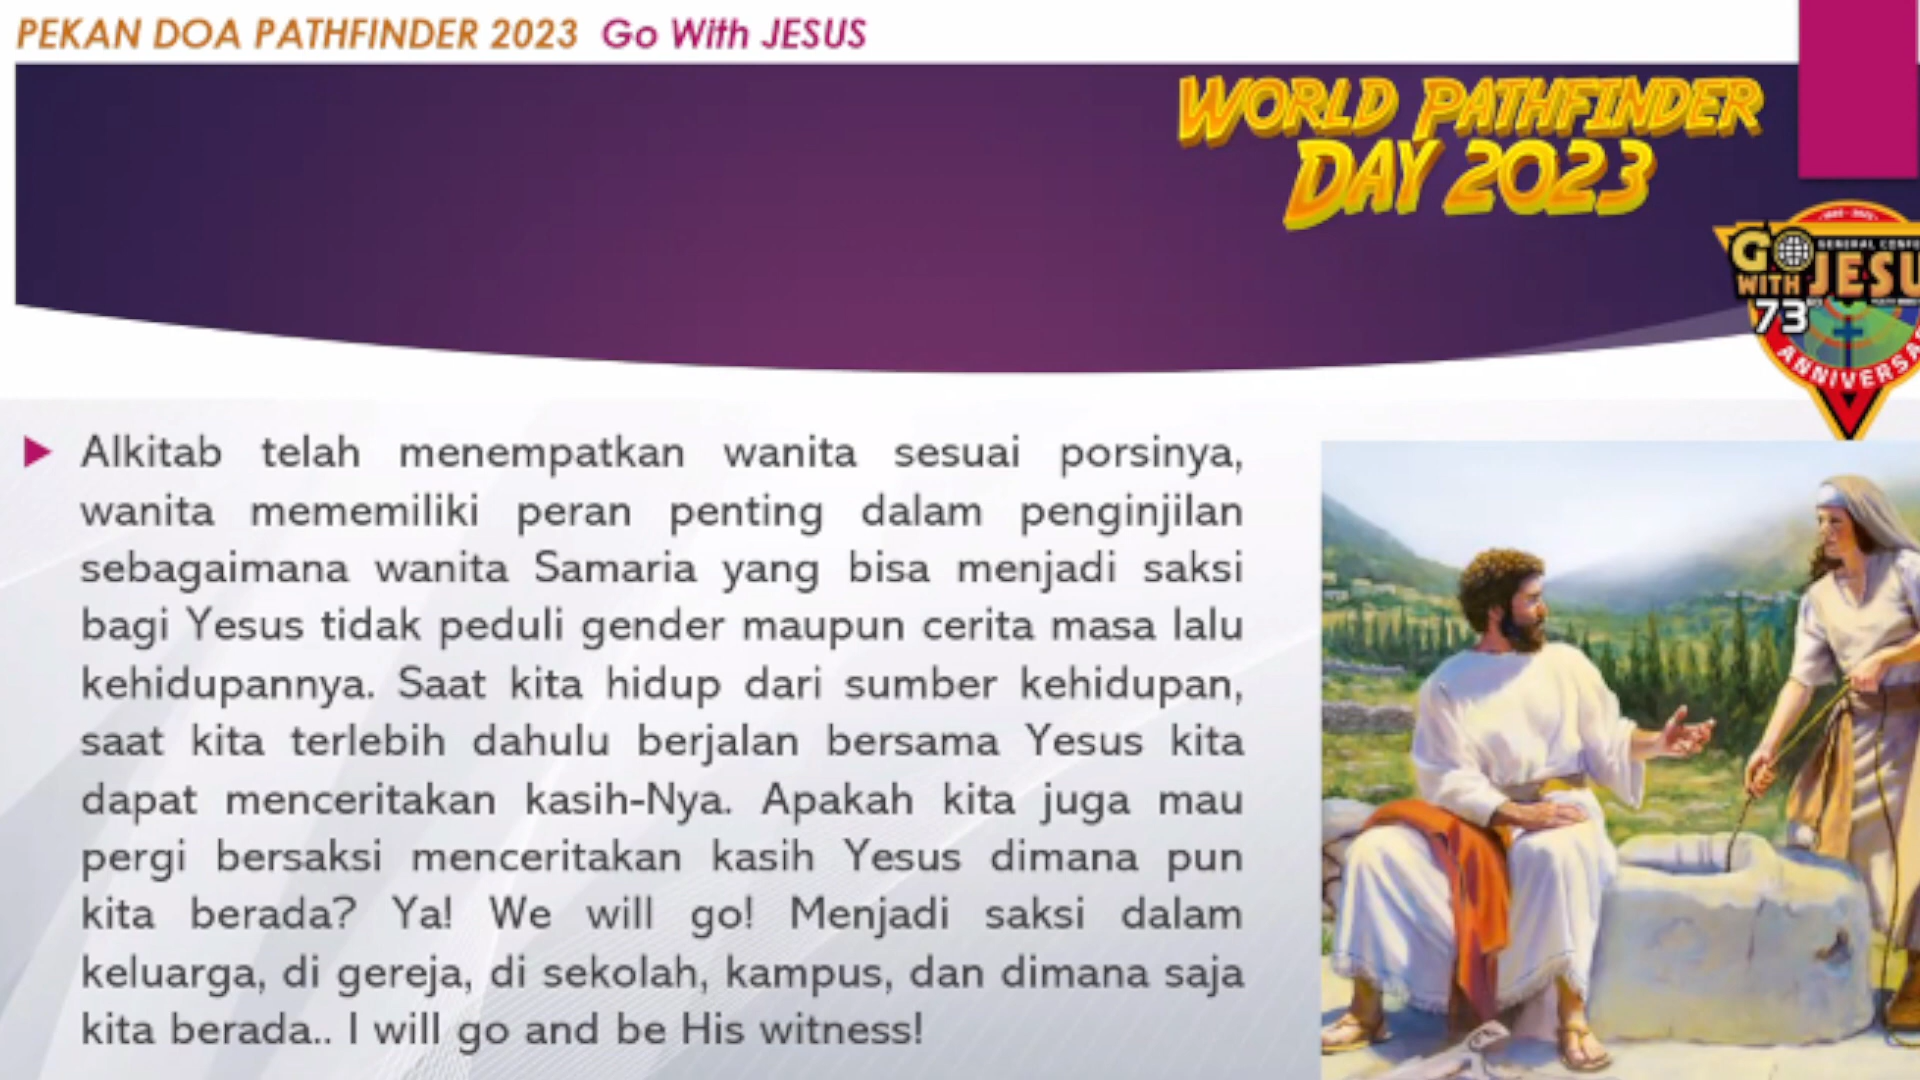 PEKAN DOA PATHFINDER 2023 Go With JESUS
WORLD PATHFINDER
DAY 2023
GO
WITH JESU
73
ANNIVERSA
Alkitab telah menempatkan wanita sesuai porsinya,
wanita mememiliki peran penting dalam penginjilan
sebagaimana wanita Samaria yang bisa menjadi saksi
bagi Yesus tidak peduli gender maupun cerita masa lalu
kehidupannya. Saat kita hidup dari sumber kehidupan,
saat kita terlebih dahulu berjalan bersama Yesus kita
dapat menceritakan kasih-Nya. Apakah kita juga mau
pergi bersaksi menceritakan kasih Yesus dimana pun
kita berada? Ya! We will go! Menjadi saksi dalam
keluarga, di gereja, di sekolah, kampus, dan dimana saja
kita berada.. I will go and be His witness!